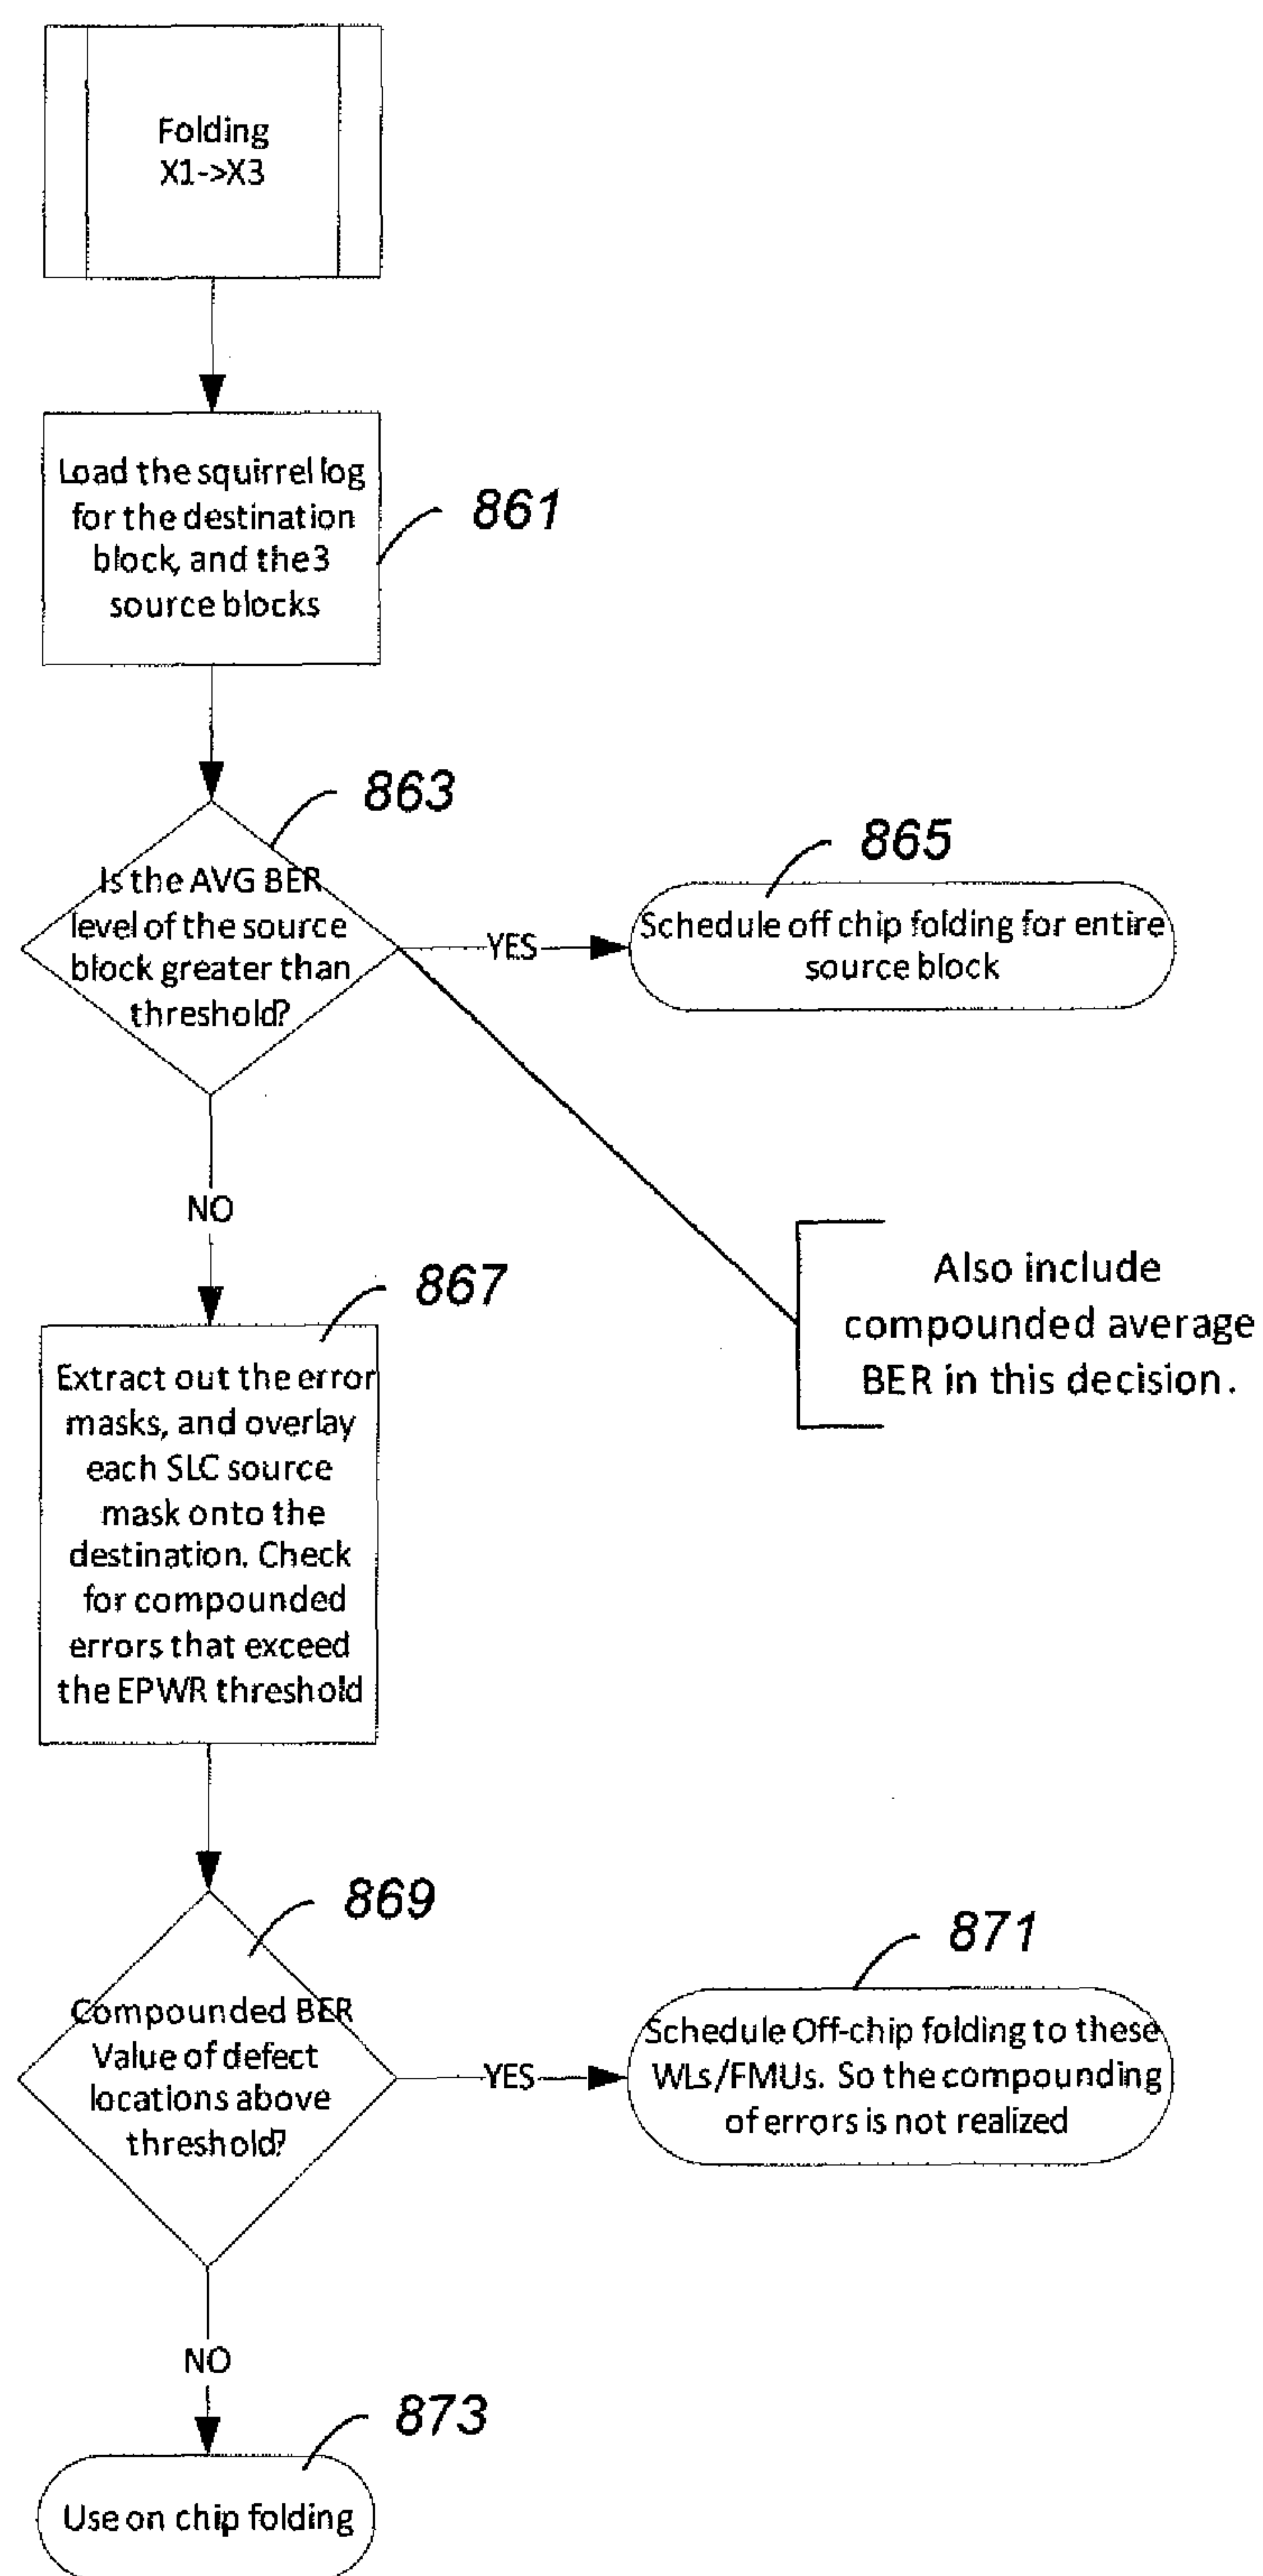 Folding
X1->X3
Load the squirrel log
for the destination
block, and the 3
source blocks
861
863
Is the AVG BER
level of the source
block greater than
threshold?
YES
865
Schedule off chip folding for entire
source block
Also include
compounded average
BER in this decision.
NO
867
Extract out the error
masks, and overlay
each SLC source
mask onto the
destination. Check
for compounded
errors that exceed
the EPWR threshold
869
Compounded BER
Value of defect
locations above
threshold?
YES
871
Schedule Off-chip folding to these
WLs/FMUs. So the compounding
of errors is not realized
NO
873
Use on chip folding